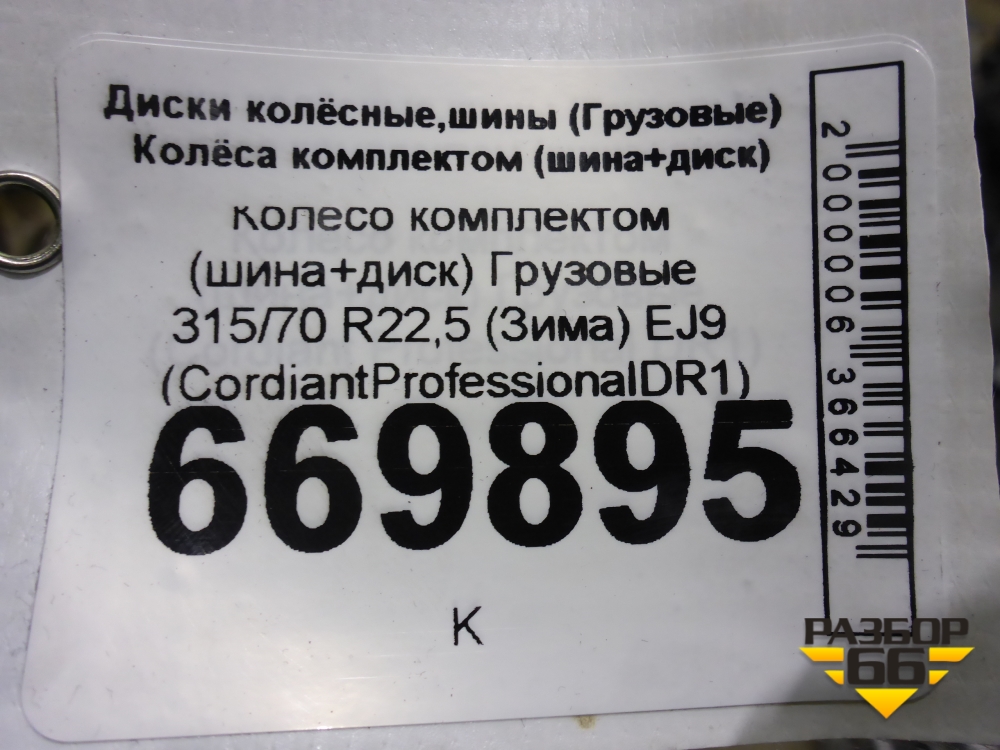 Диски колёсные,шины (Грузовые)
Колёса комплектом (шина+диск)
Колесо комплектом
(шина+диск) Грузовые
315/70 R22,5 (Зима) EJ9
(CordiantProfessionalDR1)
669895
К
2000006366429
РАЗБОР
66